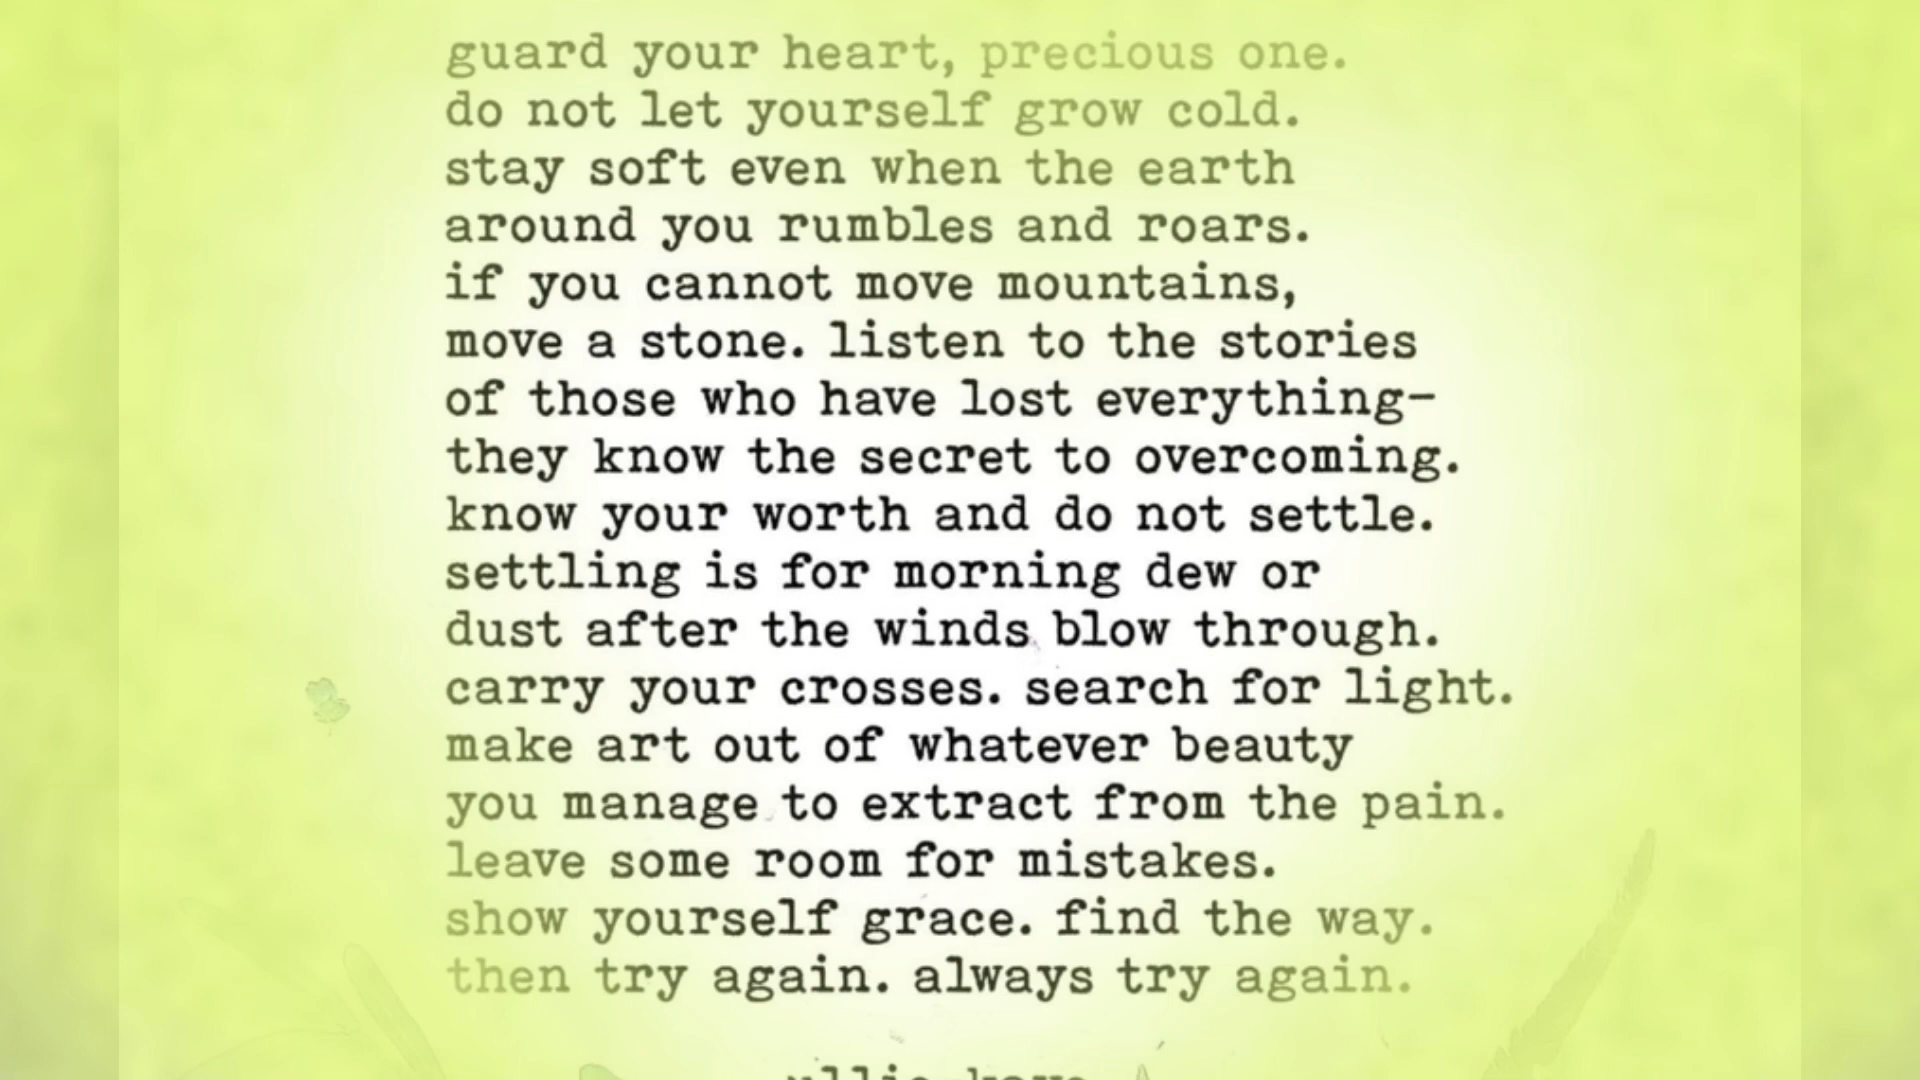 guard your heart, precious one.
do not let yourself grow cold.
stay soft even when the earth
around you rumbles and roars.
if you cannot move mountains,
move a stone. listen to the stories
of those who have lost everything-
they know the secret to overcoming.
know your worth and do not settle.
settling is for morning dew or
dust after the winds blow through.
carry your crosses. search for light.
make art out of whatever beauty
you manage to extract from the pain.
leave some room for mistakes.
show yourself grace. find the way.
then try again. always try again.